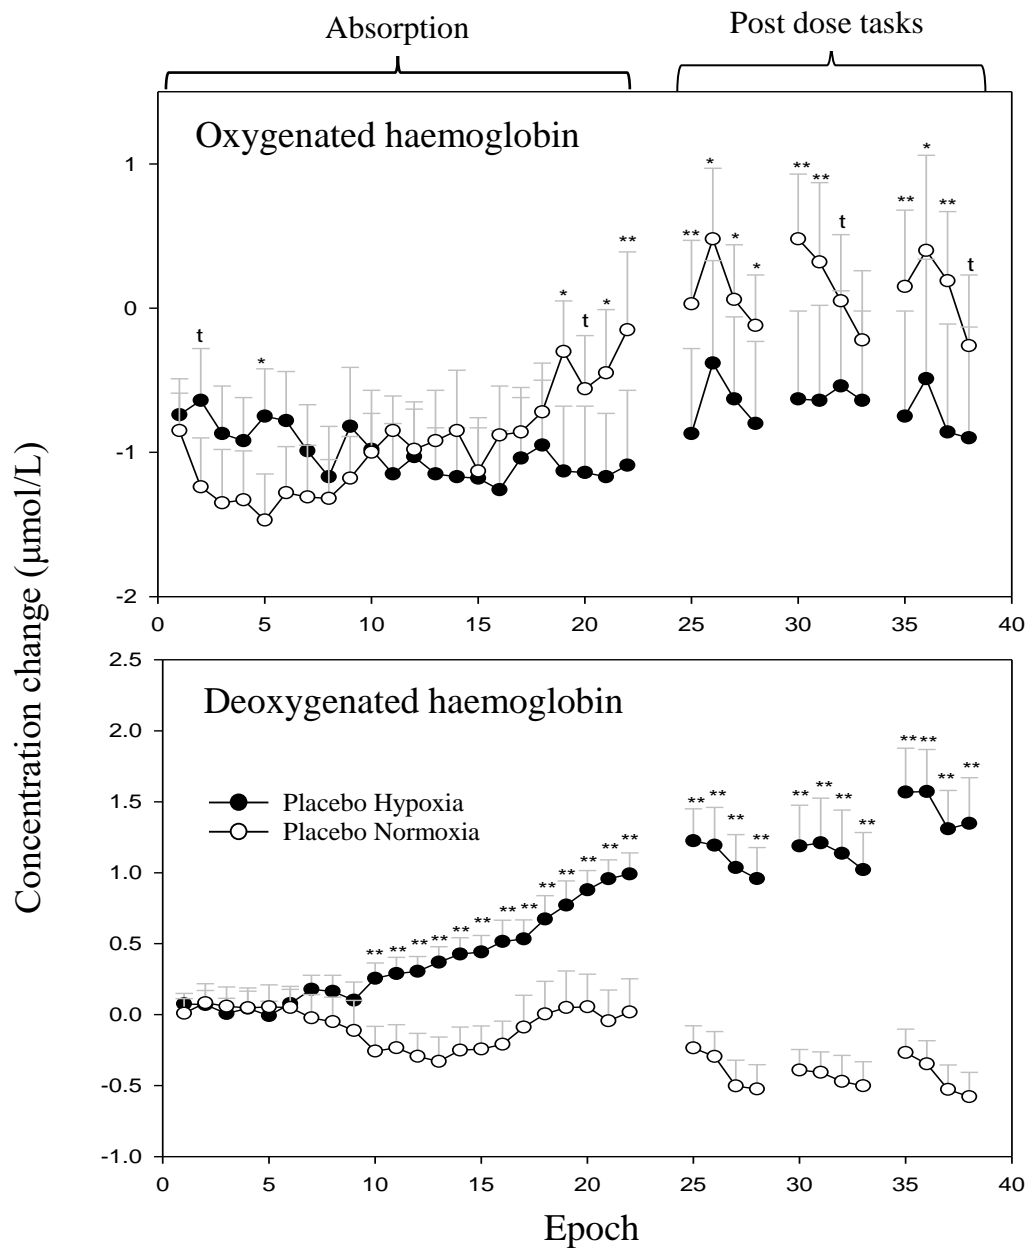 Absorption
Post dose tasks
Oxygenated haemoglobin
1
0
-1
-2
t
*
*
t
*
**
**
*
*
*
**
**
t
**
*
**
t
0 5 10 15 20 25 30 35 40
Concentration change (µmol/L)
2.5
2.0
1.5
1.0
0.5
0.0
-0.5
-1.0
Deoxygenated haemoglobin
Placebo Hypoxia
Placebo Normoxia
** ** ** ** ** ** ** ** ** ** ** ** **
** ** ** **
** ** ** **
** ** ** **
0 5 10 15 20 25 30 35 40
Epoch